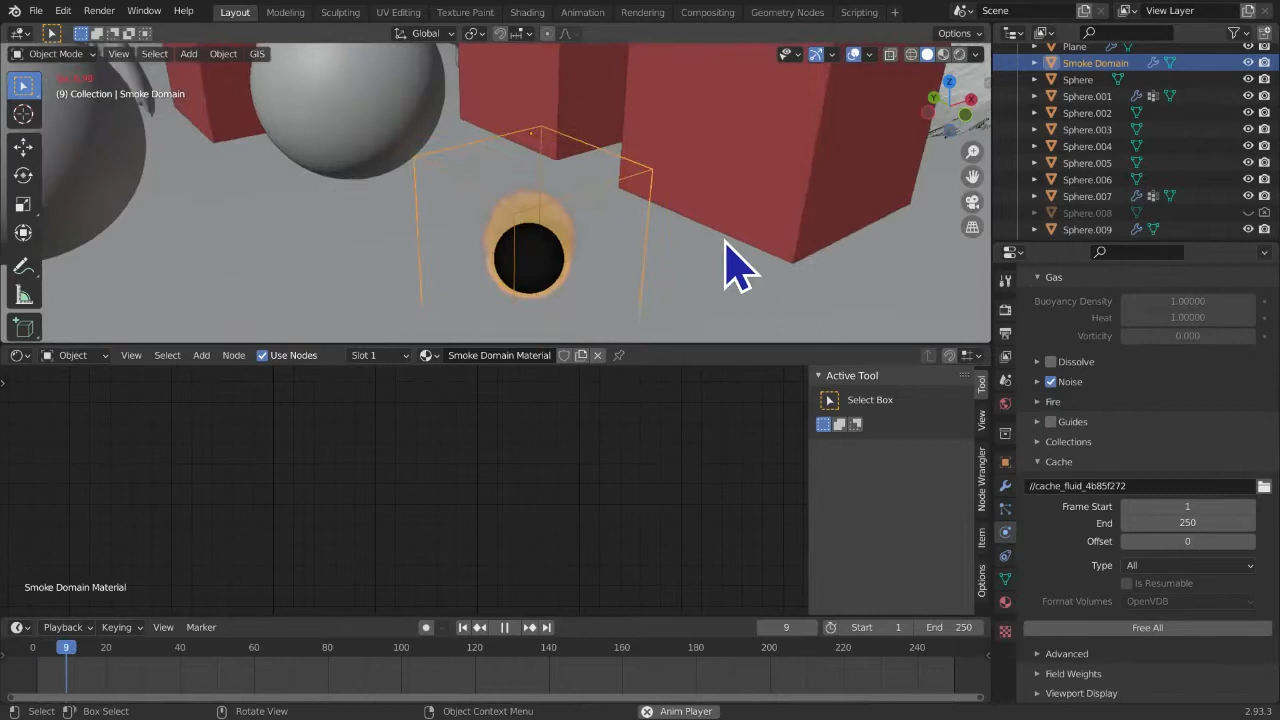 File Edit Render Window Help Layout Modeling Sculpting UV Editing Texture Paint Shading Animation Rendering Compositing Geometry Nodes Scripting Scene View Layer
Global Options
Object Mode View Select Add Object GIS
(9) Collection | Smoke Domain
Z
Y
X
Plane
Smoke Domain
Sphere
Sphere.001
Sphere.002
Sphere.003
Sphere.004
Sphere.005
Sphere.006
Sphere.007
Sphere.008
Sphere.009
Gas
Buoyancy Density 1.00000
Heat 1.00000
Vorticity 0.000
Dissolve
Noise
Fire
Guides
Collections
Cache
//cache_fluid_4b85f272
Frame Start 1
End 250
Offset 0
Type All
Is Resumable
Format Volumes OpenVDB
Free All
Advanced
Field Weights
Viewport Display
Object View Select Add Node Use Nodes Slot 1 Smoke Domain Material
Active Tool
Select Box
Tool
View
Node Wrangler
Item
Options
Smoke Domain Material
Playback Keying View Marker 9 Start 1 End 250
0 9 20 40 60 80 100 120 140 160 180 200 220 240
Select Box Select Rotate View Object Context Menu Anim Player 2.93.3